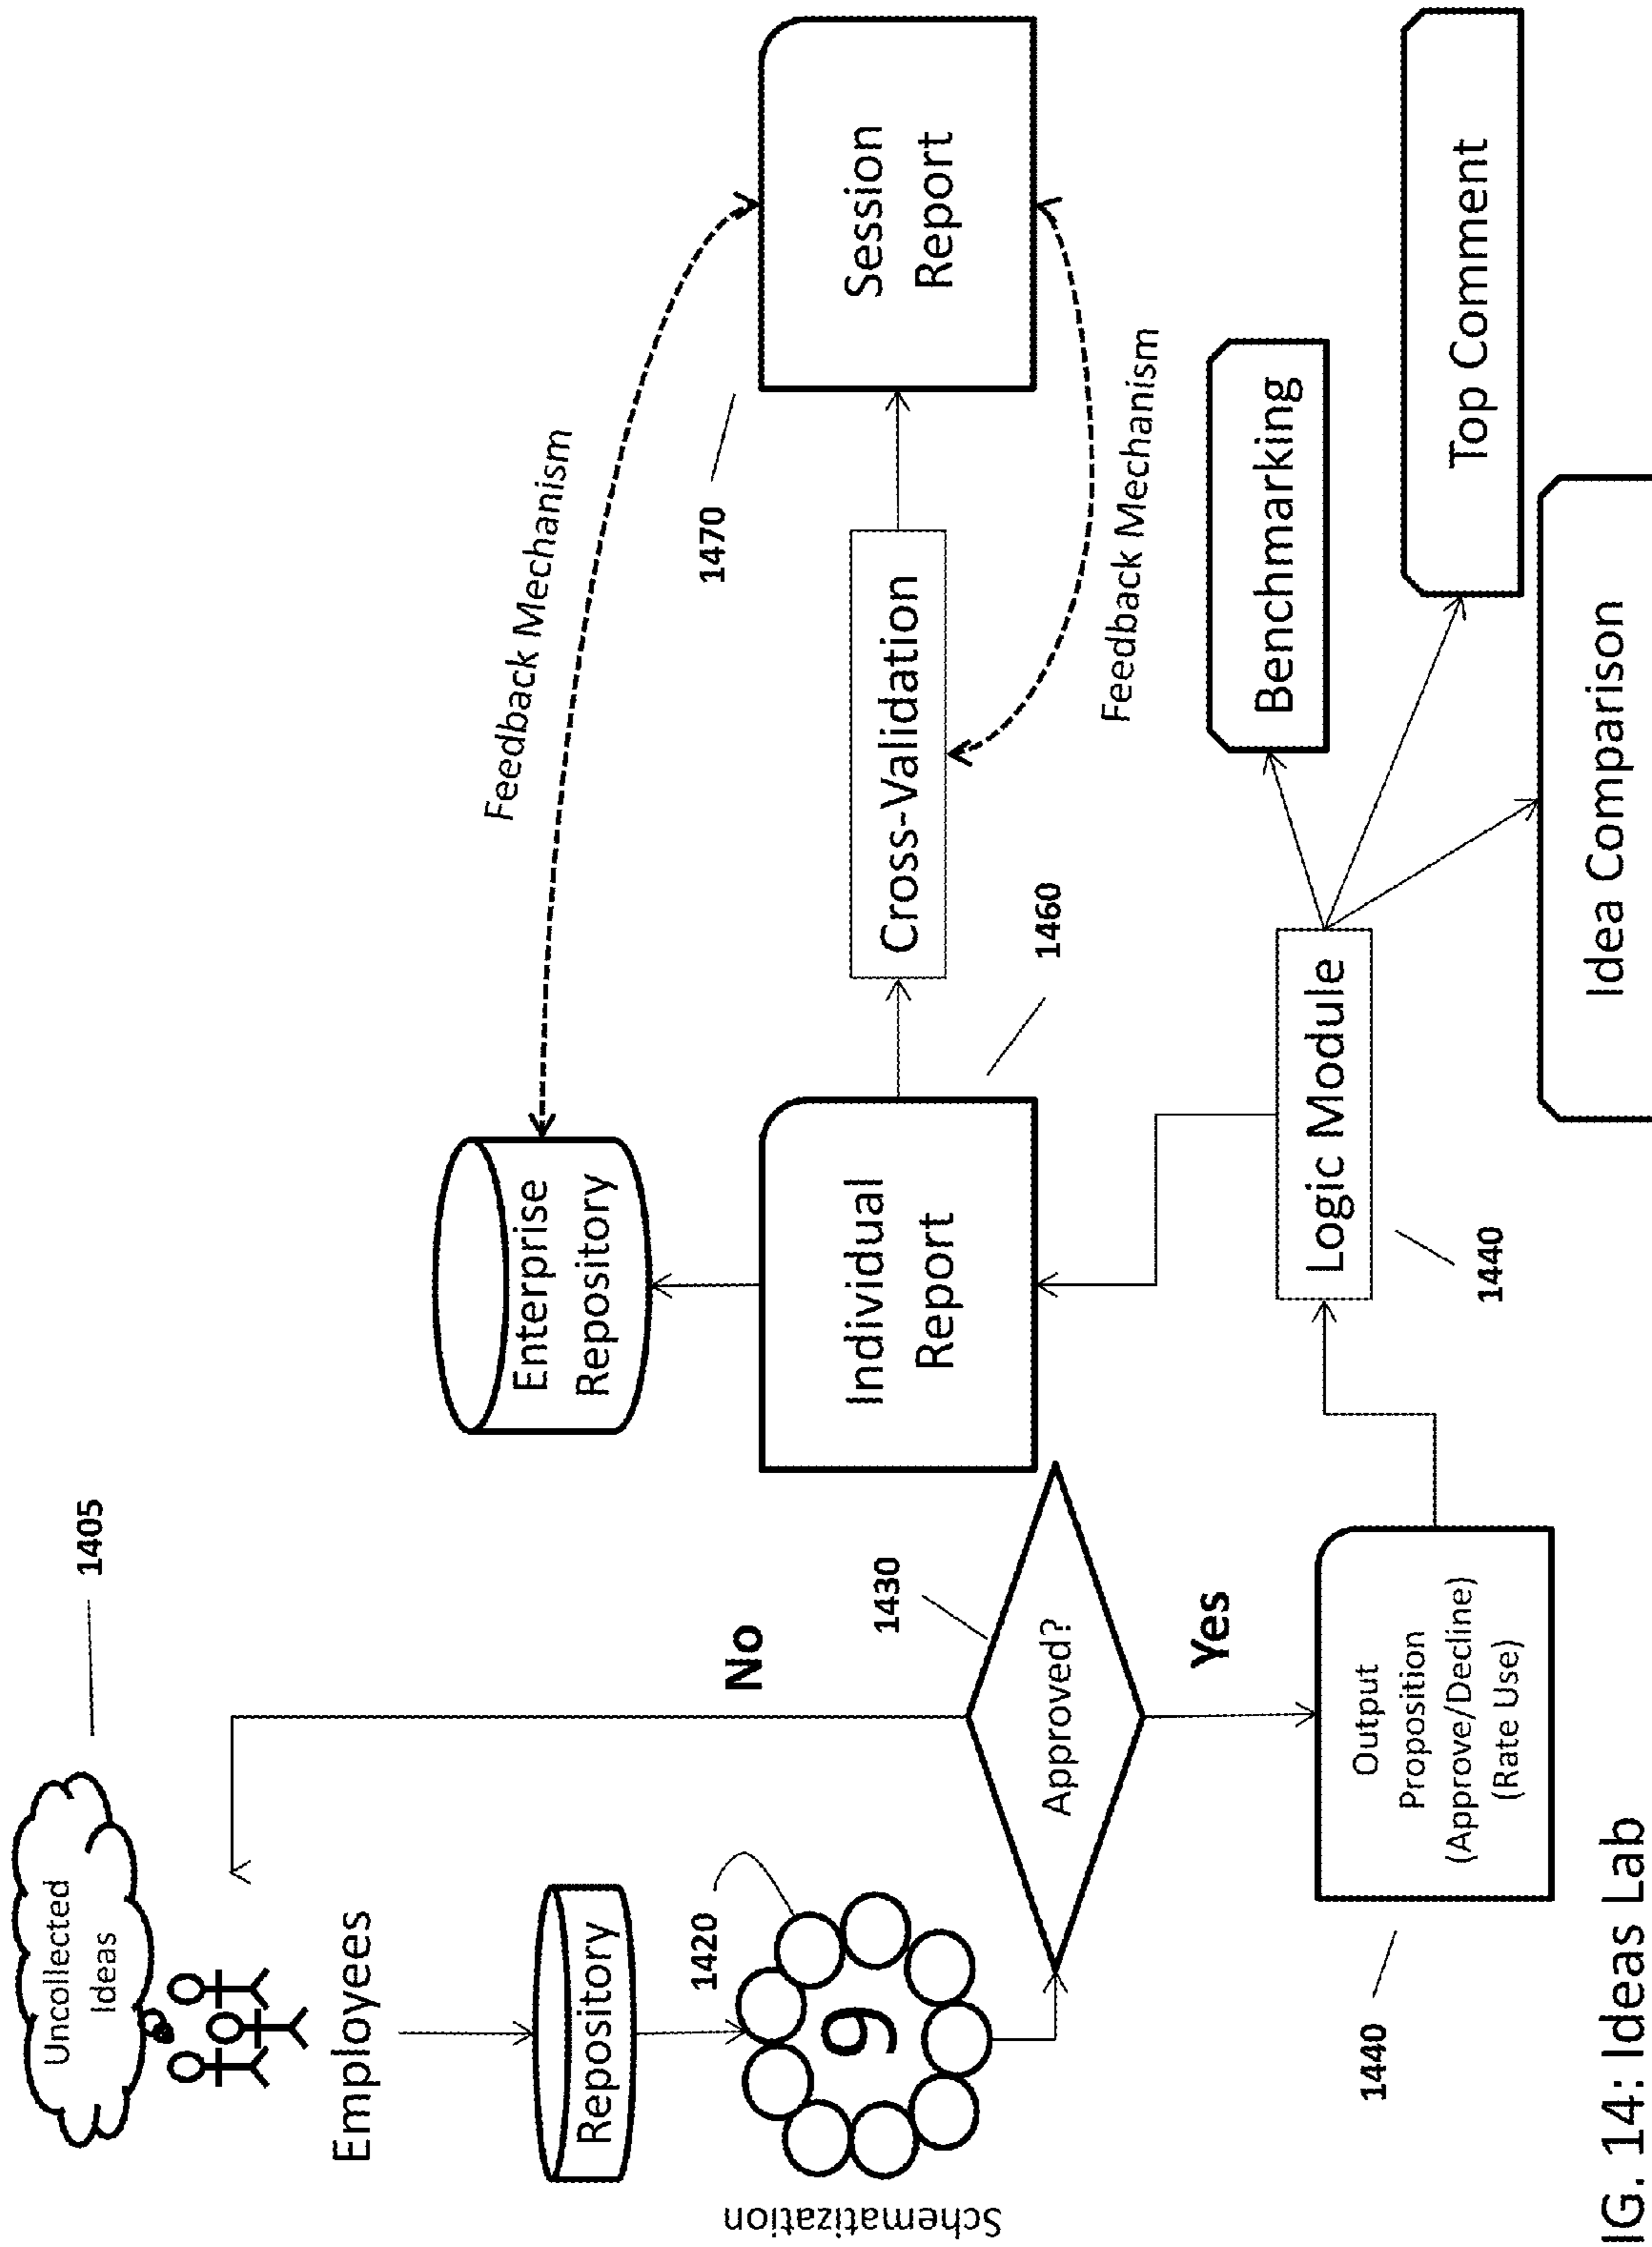 Uncollected
Ideas
1405
Employees
Repository
Schematization
1420
9
No
Approved?
1430
Yes
Output
Proposition
(Approve/Decline)
(Rate Use)
1440
Enterprise
Repository
Individual
Report
1460
Logic Module
1440
Feedback Mechanism
Cross-Validation
1470
Session
Report
Feedback Mechanism
Benchmarking
Top Comment
Idea Comparison
IG. 14: Ideas Lab